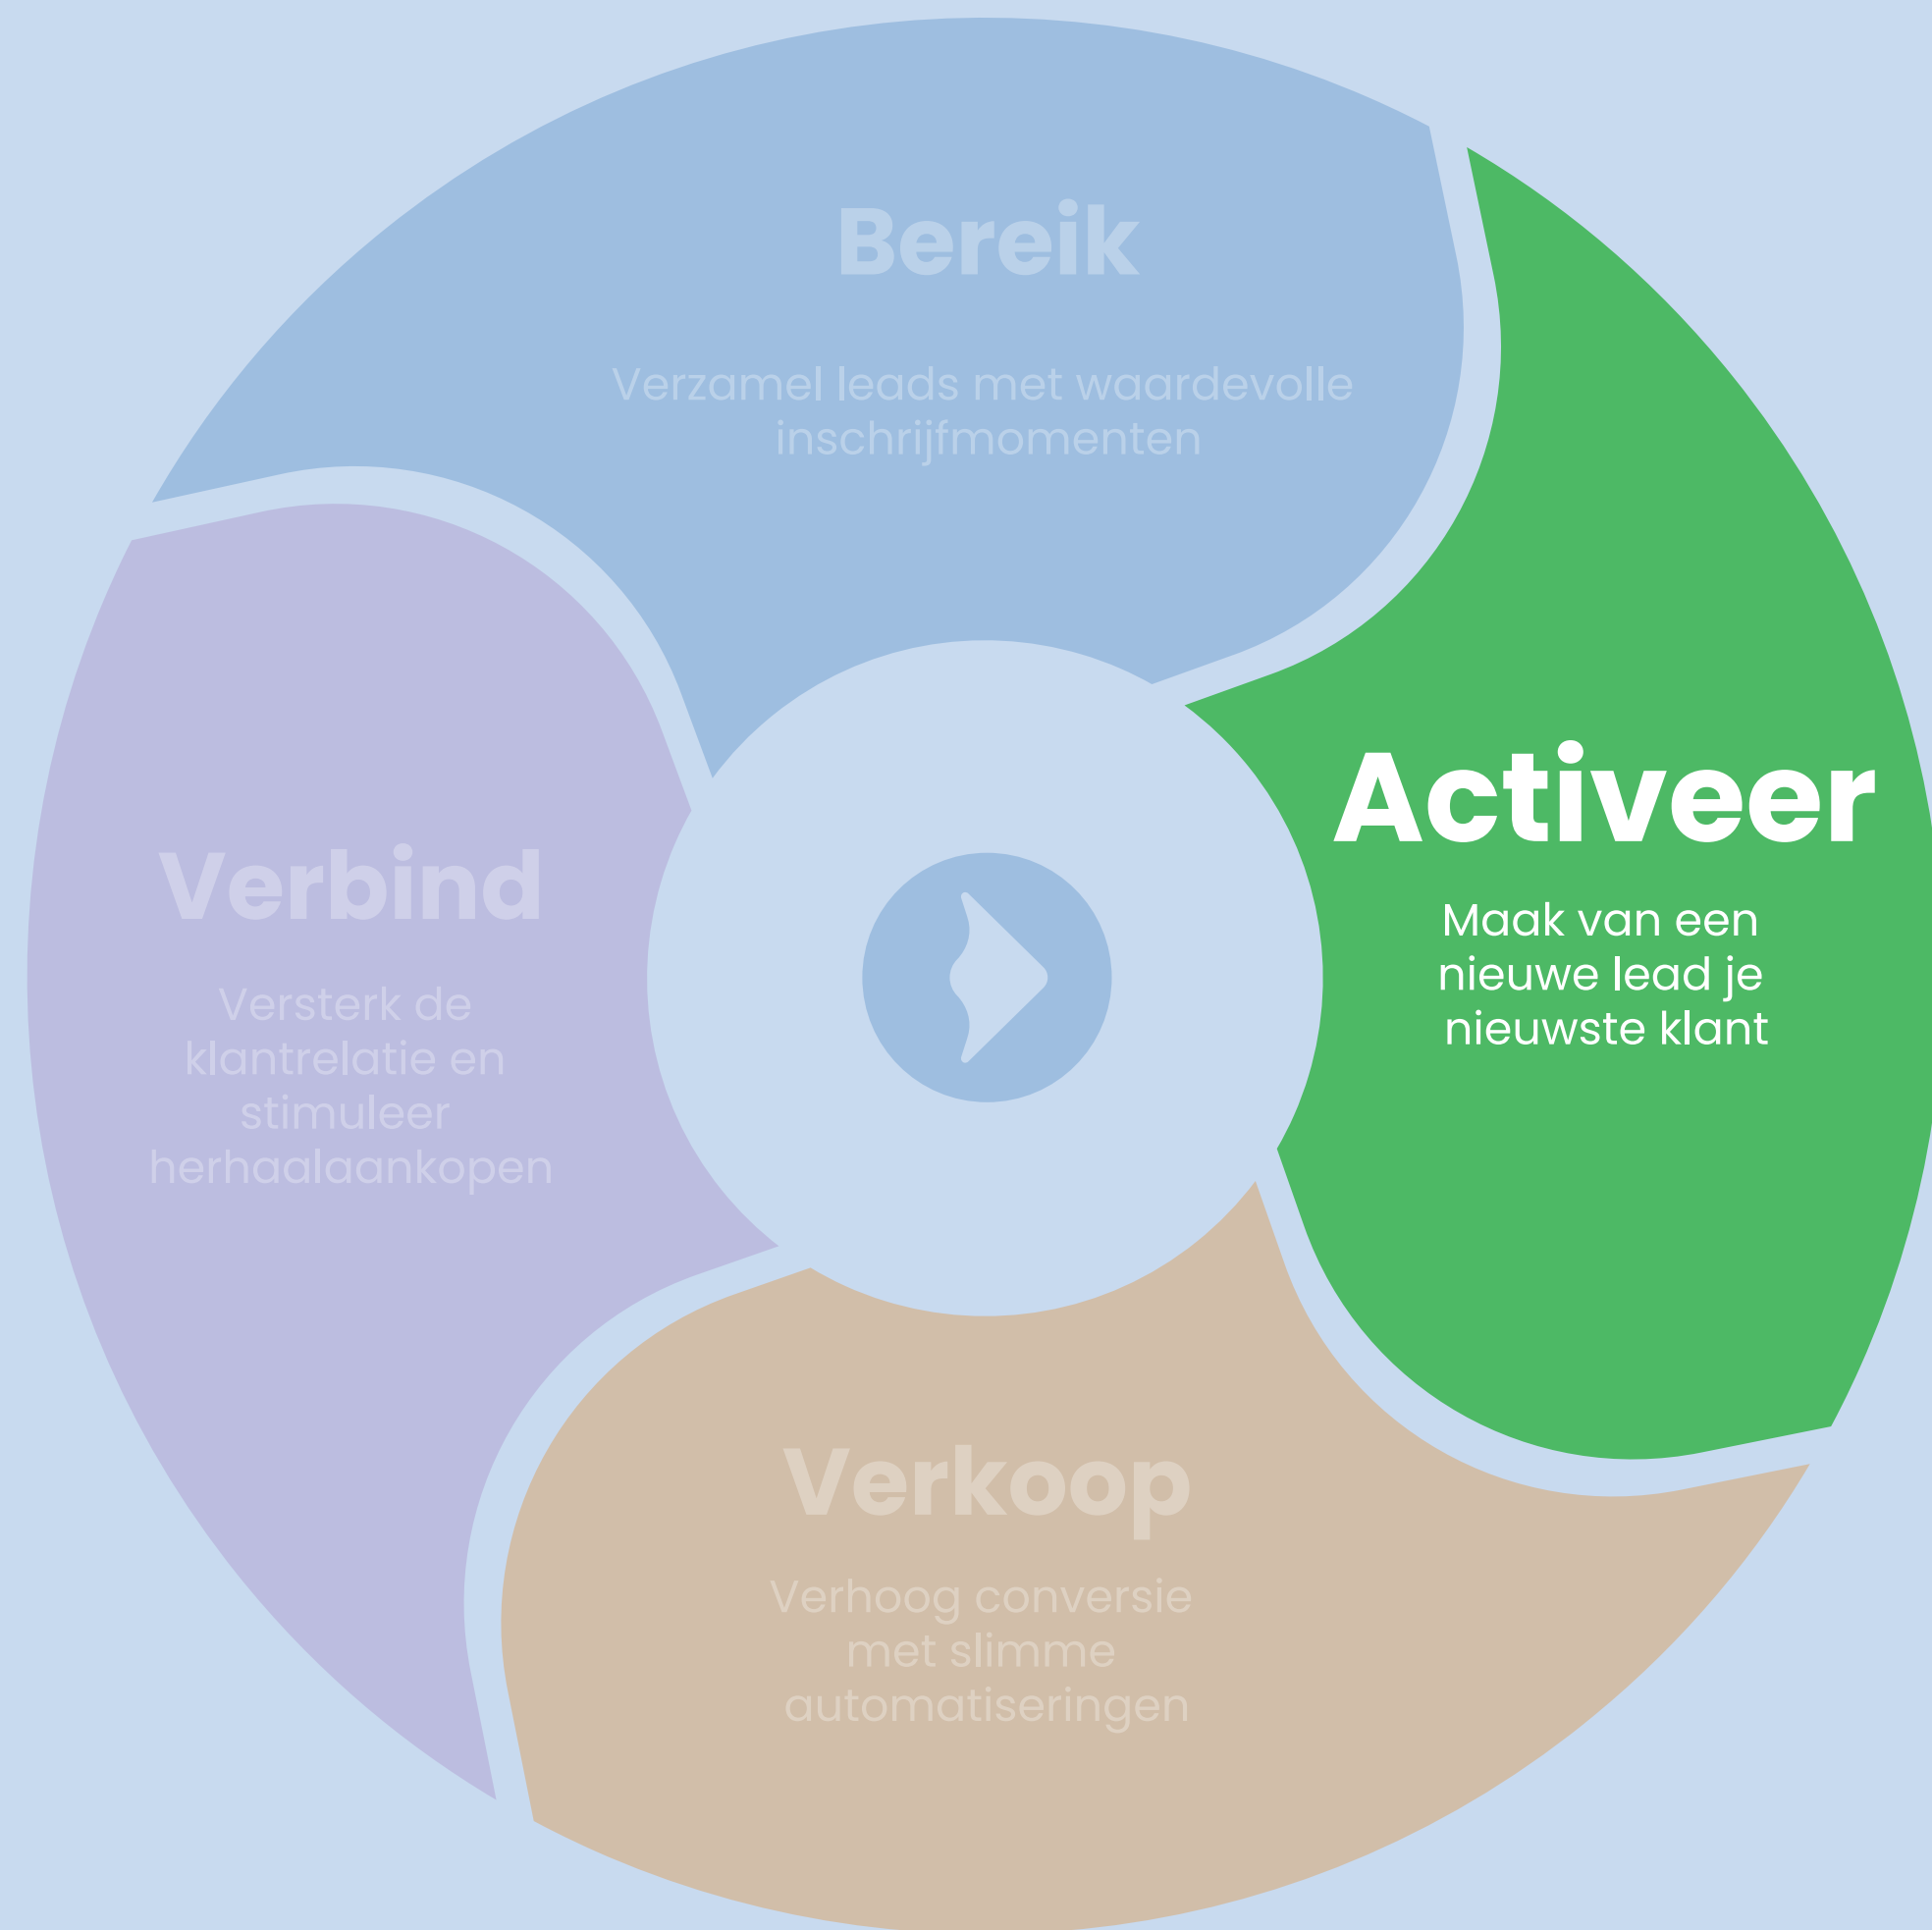 Bereik
Verzamel leads met waardevolle
inschrijfmomenten
Activeer
Maak van een
nieuwe lead je
nieuwste klant
Verkoop
Verhoog conversie
met slimme
automatiseringen
Verbind
Versterk de
klantrelatie en
stimuleer
herhaalaankopen